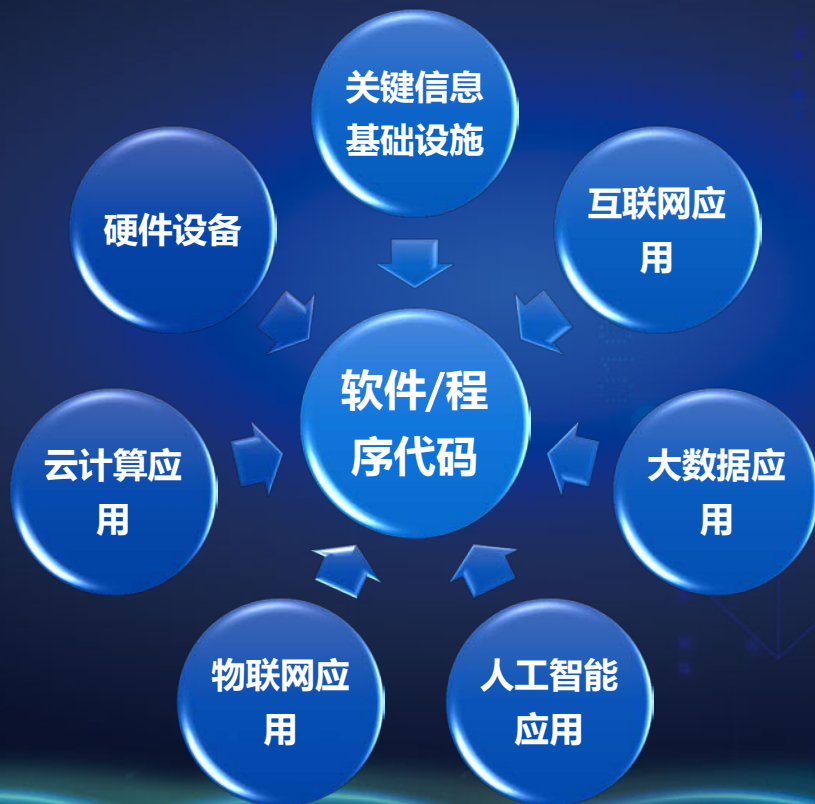 关键信息
基础设施
硬件设备
互联网应
用
软件/程
序代码
云计算应
用
大数据应
用
物联网应
用
人工智能
应用